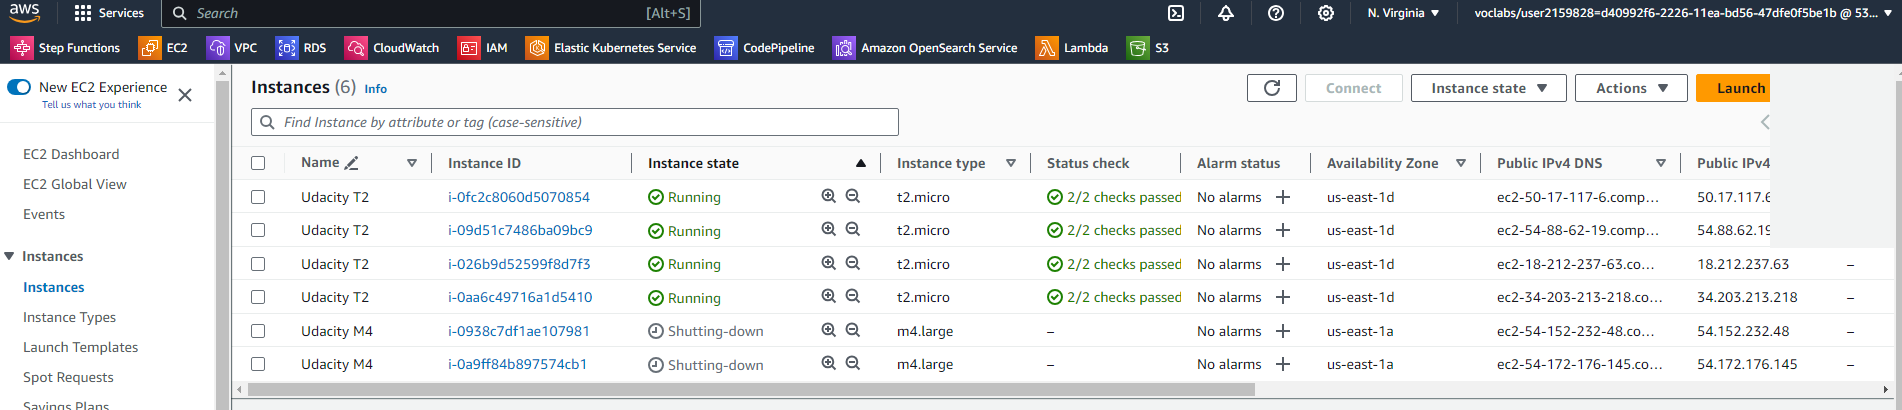 aws Services Search [Alt+S] N. Virginia voclabs/user2159828=d40992f6-2226-11ea-bd56-47dfe0f5be1b @ 53...
Step Functions EC2 VPC RDS CloudWatch IAM Elastic Kubernetes Service CodePipeline Amazon OpenSearch Service Lambda S3
New EC2 Experience
Tell us what you think
EC2 Dashboard
EC2 Global View
Events
Instances
Instances
Instance Types
Launch Templates
Spot Requests
Savings Plans
Instances (6) Info Connect Instance state Actions Launch
Find Instance by attribute or tag (case-sensitive)
Name Instance ID Instance state Instance type Status check Alarm status Availability Zone Public IPv4 DNS Public IPv4
Udacity T2 i-0fc2c8060d5070854 Running t2.micro 2/2 checks passed No alarms us-east-1d ec2-50-17-117-6.comp... 50.17.117.6
Udacity T2 i-09d51c7486ba09bc9 Running t2.micro 2/2 checks passed No alarms us-east-1d ec2-54-88-62-19.comp... 54.88.62.19
Udacity T2 i-026b9d52599f8d7f3 Running t2.micro 2/2 checks passed No alarms us-east-1d ec2-18-212-237-63.co... 18.212.237.63 –
Udacity T2 i-0aa6c49716a1d5410 Running t2.micro 2/2 checks passed No alarms us-east-1d ec2-34-203-213-218.co... 34.203.213.218 –
Udacity M4 i-0938c7df1ae107981 Shutting-down m4.large – No alarms us-east-1a ec2-54-152-232-48.co... 54.152.232.48 –
Udacity M4 i-0a9ff84b897574cb1 Shutting-down m4.large – No alarms us-east-1a ec2-54-172-176-145.co... 54.172.176.145 –